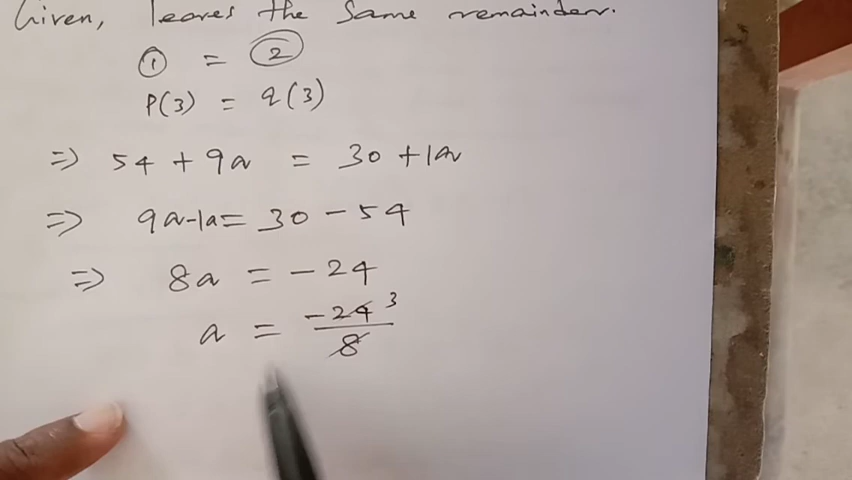 Given, leaves the same remainder.
① = ②
P(3) = q(3)
=> 54 + 9a = 30 + 1a
=> 9a - 1a = 30 - 54
=> 8a = -24
a = -24 3 / 8